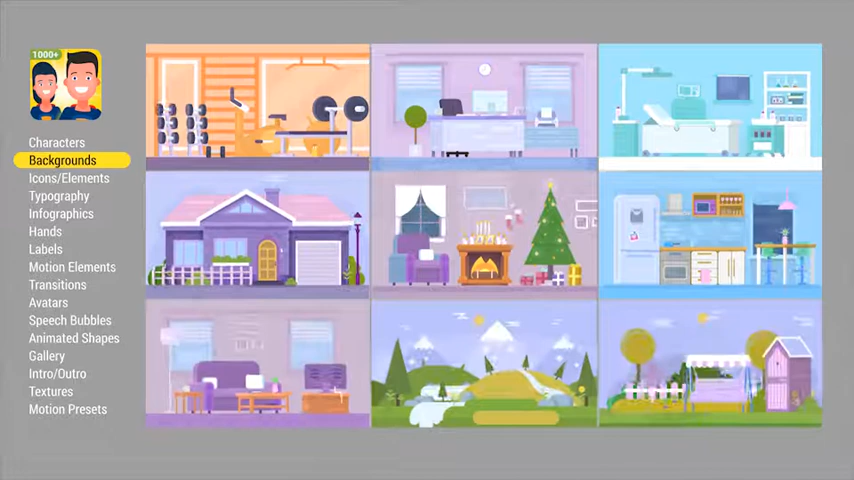 1000+
Characters
Backgrounds
Icons/Elements
Typography
Infographics
Hands
Labels
Motion Elements
Transitions
Avatars
Speech Bubbles
Animated Shapes
Gallery
Intro/Outro
Textures
Motion Presets